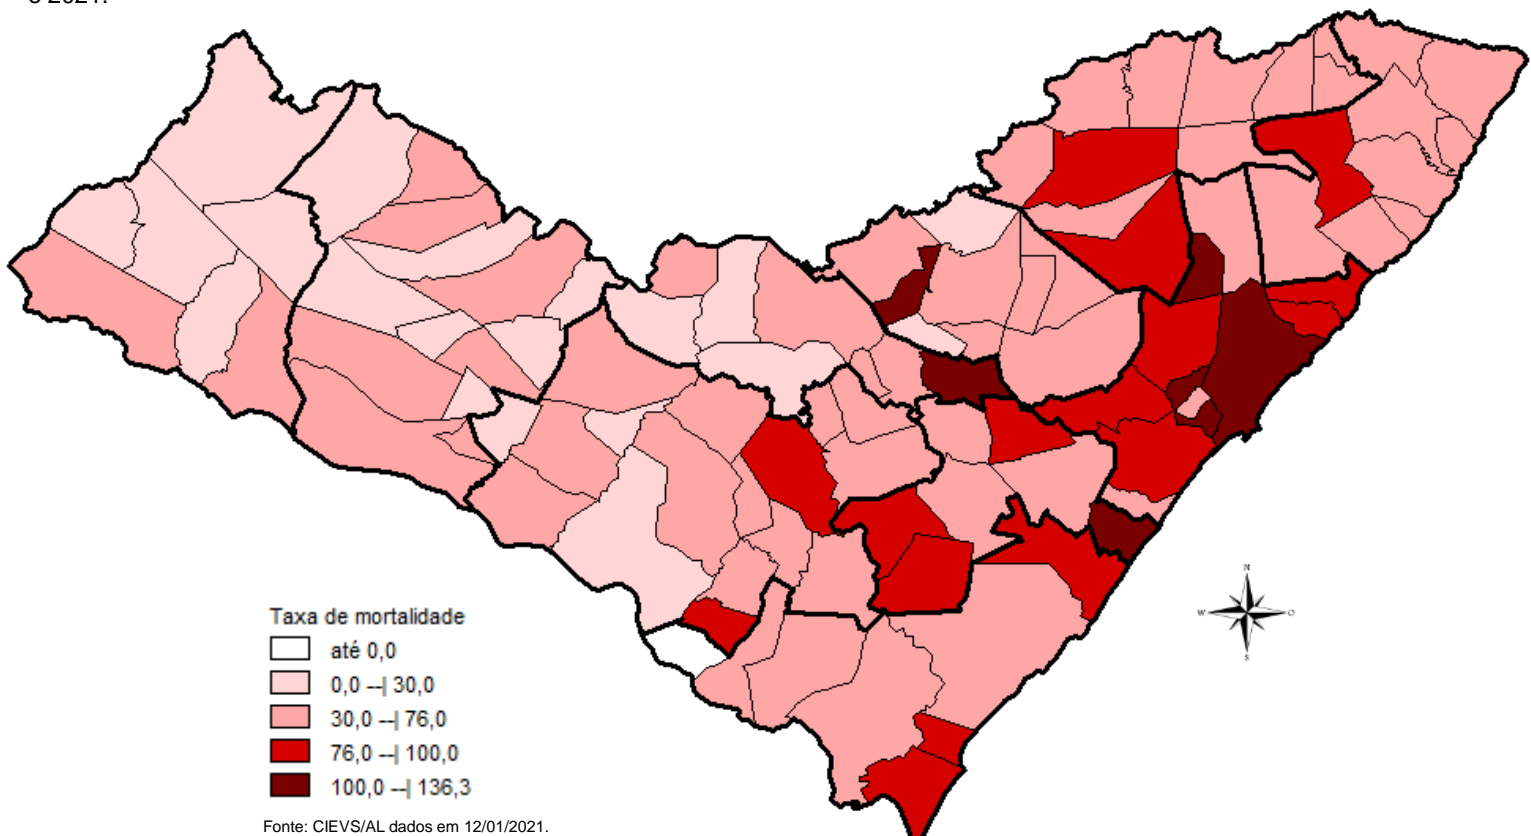 e 2021.
N
W
O
S
Taxa de mortalidade
até 0,0
0,0 --| 30,0
30,0 --| 76,0
76,0 --| 100,0
100,0 --| 136,3
Fonte: CIEVS/AL dados em 12/01/2021.